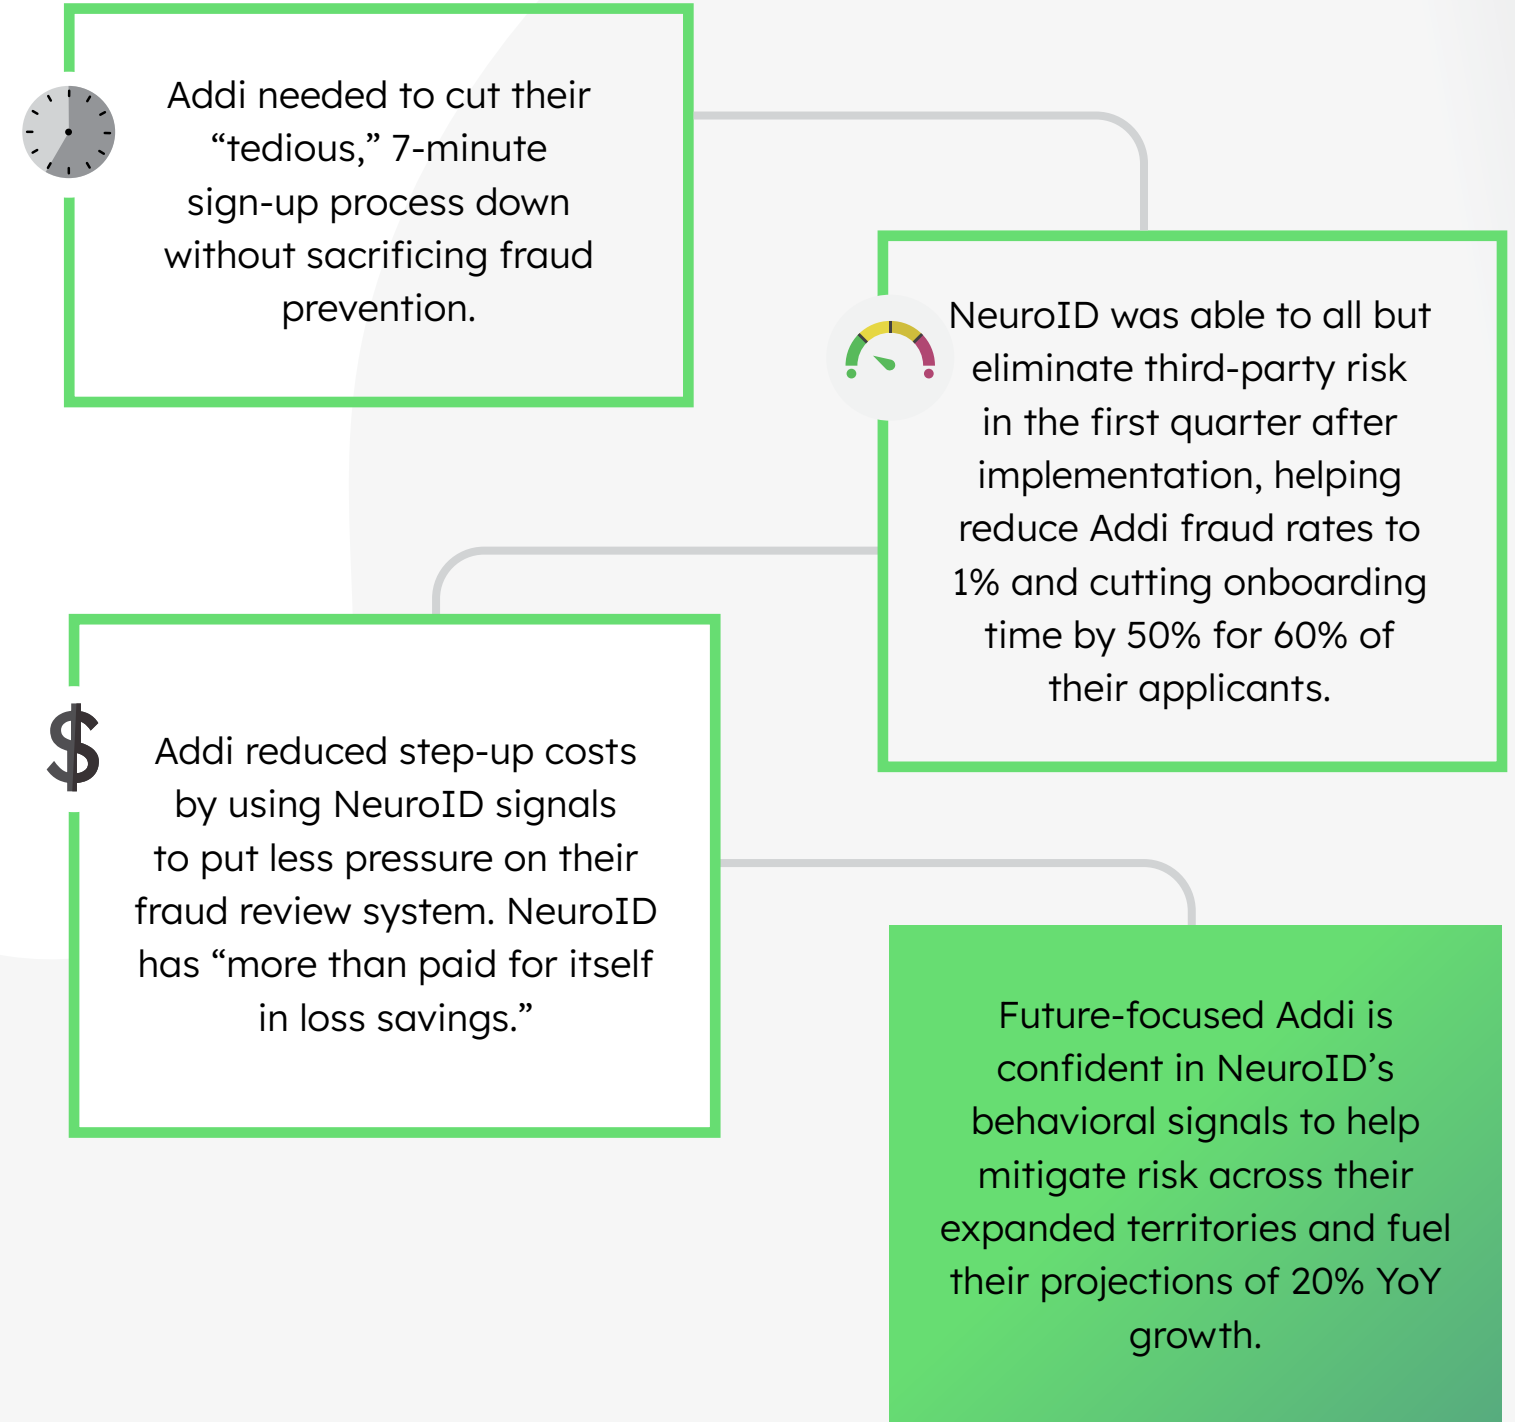 Addi needed to cut their
“tedious,” 7-minute
sign-up process down
without sacrificing fraud
prevention.
NeuroID was able to all but
eliminate third-party risk
in the first quarter after
implementation, helping
reduce Addi fraud rates to
1% and cutting onboarding
time by 50% for 60% of
their applicants.
$
Addi reduced step-up costs
by using NeuroID signals
to put less pressure on their
fraud review system. NeuroID
has “more than paid for itself
in loss savings.”
Future-focused Addi is
confident in NeuroID’s
behavioral signals to help
mitigate risk across their
expanded territories and fuel
their projections of 20% YoY
growth.